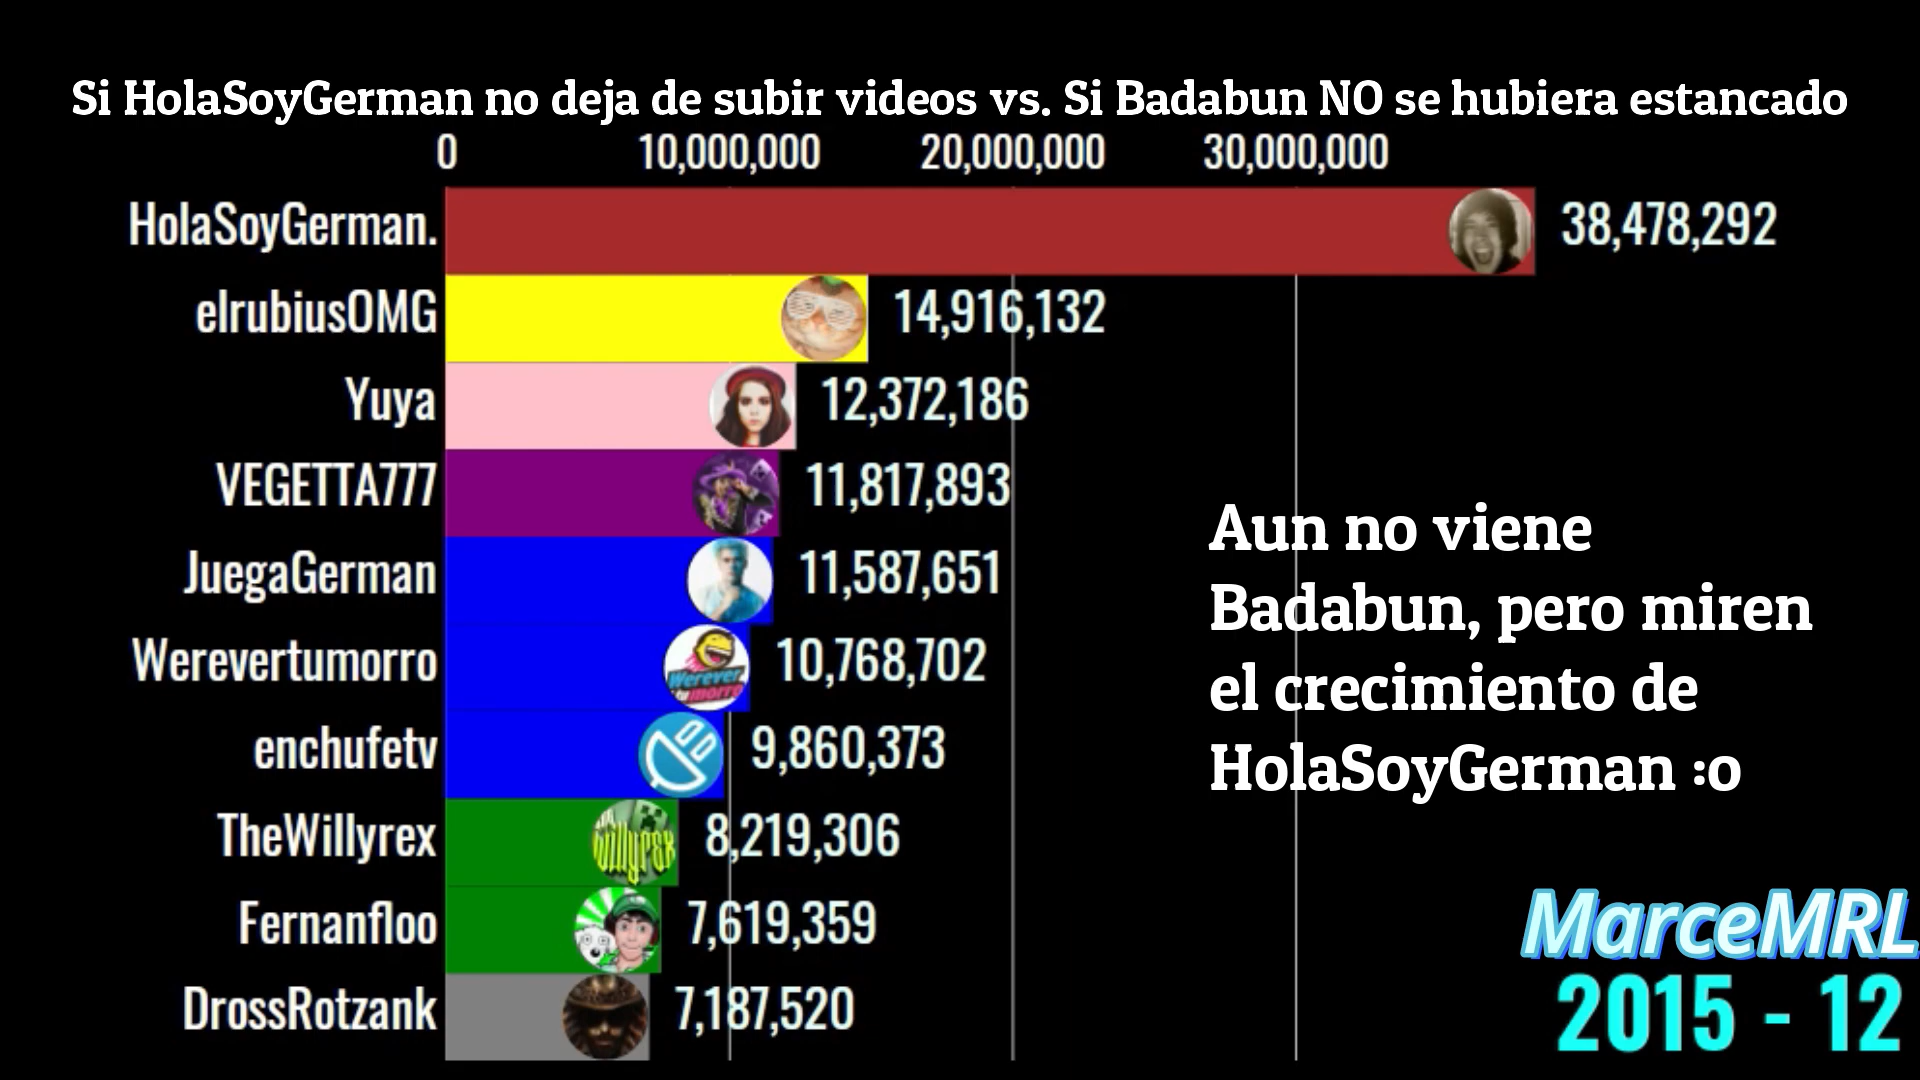 Si HolaSoyGerman no deja de subir videos vs. Si Badabun NO se hubiera estancado
0 10,000,000 20,000,000 30,000,000
HolaSoyGerman. 38,478,292
elrubiusOMG 14,916,132
Yuya 12,372,186
VEGETTA777 11,817,893
JuegaGerman 11,587,651
Werevertumorro Werever tumorro 10,768,702
enchufetv 9,860,373
TheWillyrex willyrex 8,219,306
Fernanfloo 7,619,359
DrossRotzank 7,187,520
Aun no viene
Badabun, pero miren
el crecimiento de
HolaSoyGerman :o
MarceMRL
2015 - 12